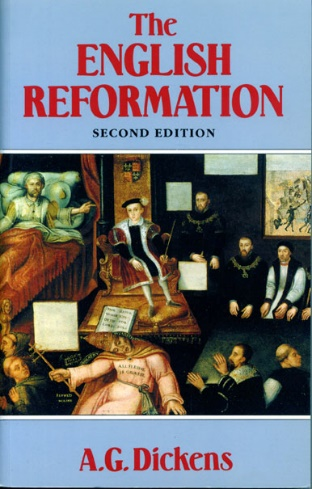 The
ENGLISH
REFORMATION
SECOND EDITION
A.G. Dickens